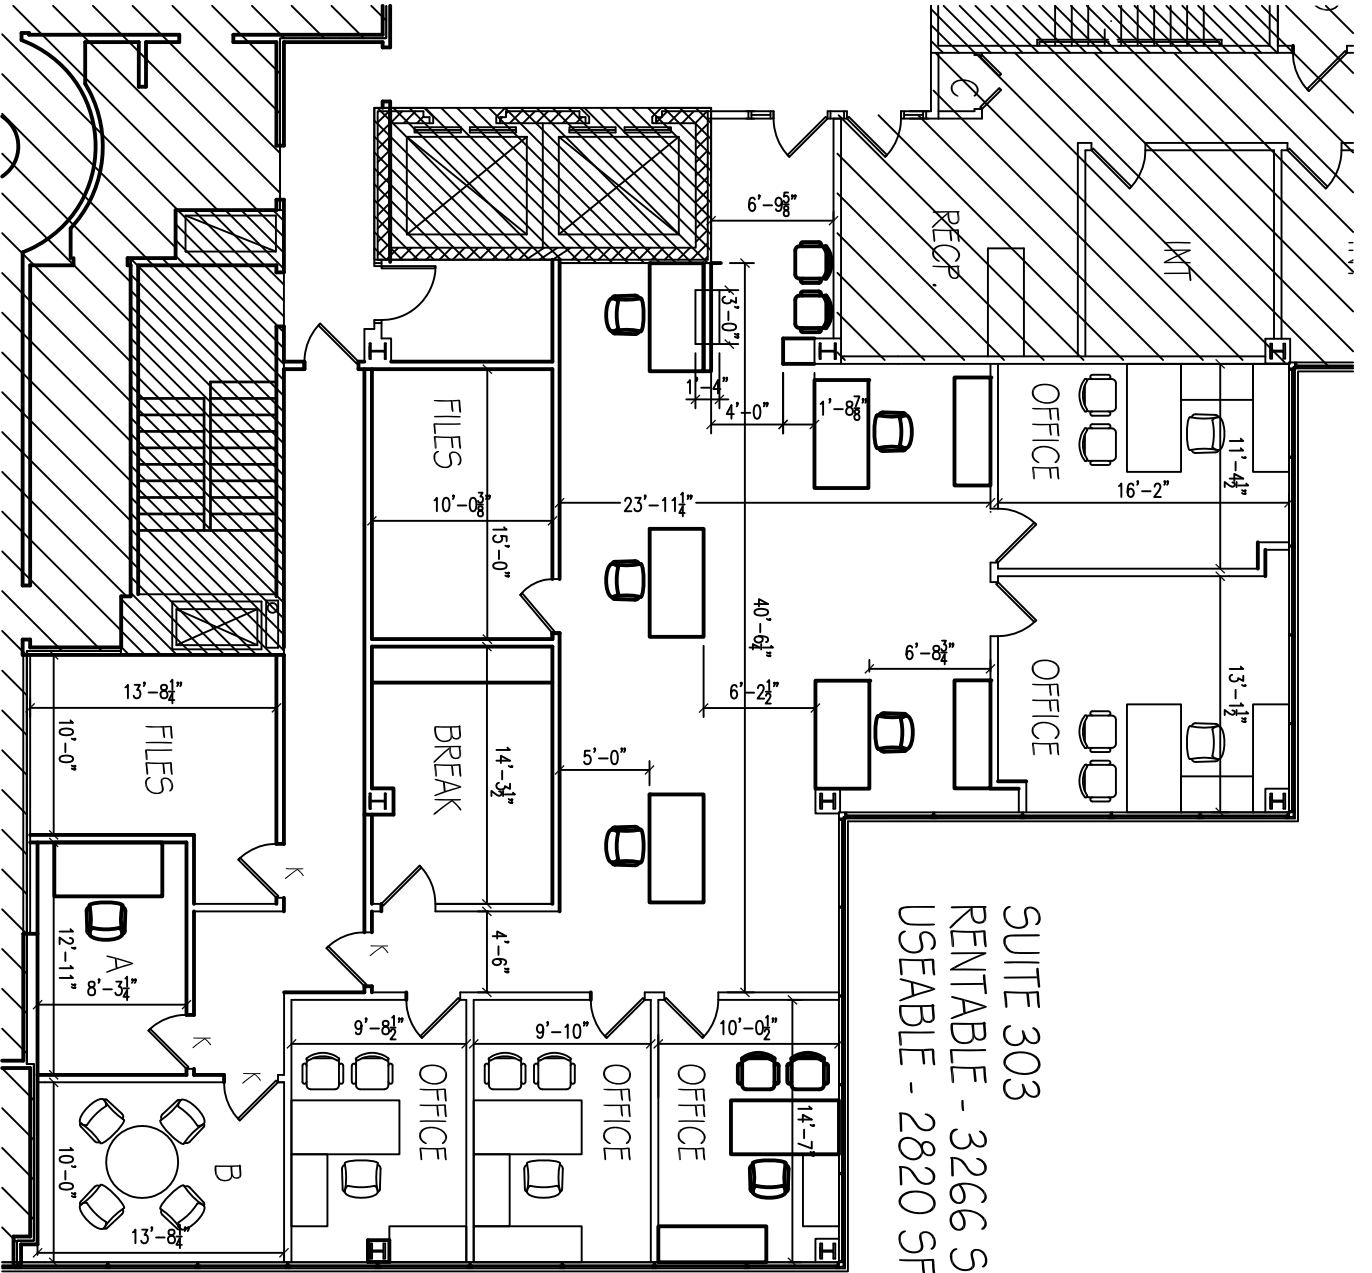 C
6'-9⅝"
RECP.
INT
3'-0"
1'-4"
4'-0"
1'-8⅞"
OFFICE
11'-4½"
16'-2"
FILES
10'-0⅜"
15'-0"
23'-11¼"
40'-6¼"
6'-8¾"
6'-2½"
OFFICE
13'-1½"
13'-8¼"
10'-0"
FILES
BREAK
14'-3½"
5'-0"
K
12'-11"
A
8'-3¼"
K
4'-6"
K
K
9'-8½"
9'-10"
10'-0½"
OFFICE
OFFICE
OFFICE
14'-7"
10'-0"
B
13'-8¼"
SUITE 303
RENTABLE - 3266 S
USEABLE - 2820 SF